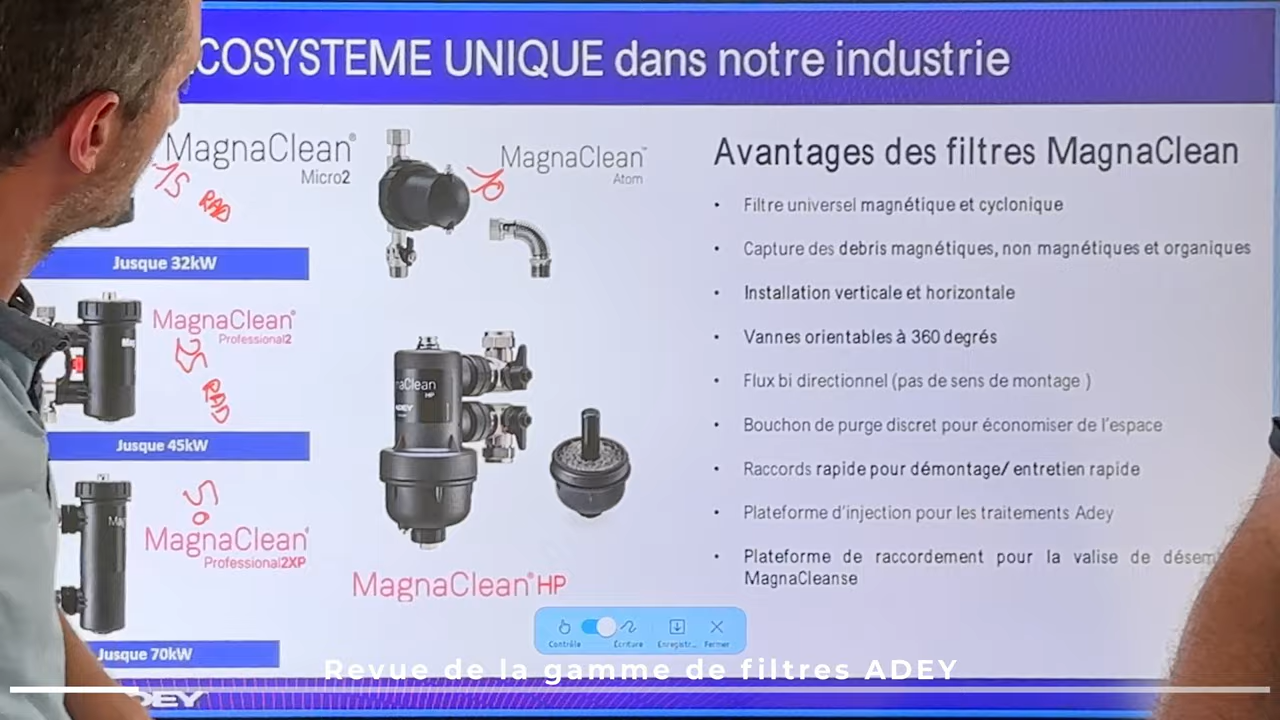 COSYSTEME UNIQUE dans notre industrie
MagnaClean®
Micro2
15 RAD
Jusque 32kW
MagnaClean®
Professional2
25 RAD
Jusque 45kW
50
MagnaClean®
Professional2XP
Jusque 70kW
10
MagnaClean™
Atom
naClean
HP
ADEY
MagnaClean® HP
Avantages des filtres MagnaClean
• Filtre universel magnétique et cyclonique
• Capture des debris magnétiques, non magnétiques et organiques
• Installation verticale et horizontale
• Vannes orientables à 360 degrés
• Flux bi directionnel (pas de sens de montage )
• Bouchon de purge discret pour économiser de l'espace
• Raccords rapide pour démontage/ entretien rapide
• Plateforme d'injection pour les traitements Adey
• Plateforme de raccordement pour la valise de désem
MagnaCleanse
Contrôle Écriture Enregistr... Fermer
Revue de la gamme de filtres ADEY
DEY